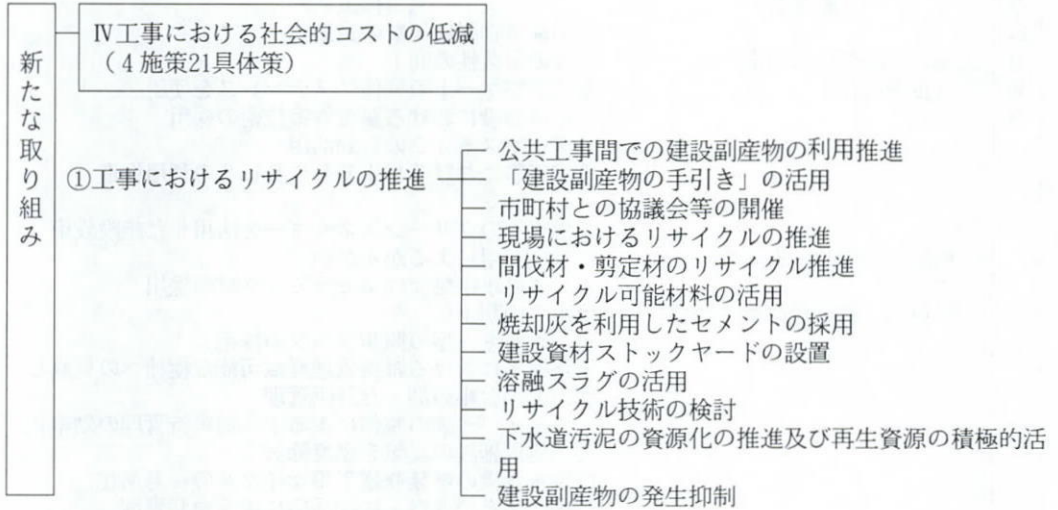 新たな取り組み
Ⅳ工事における社会的コストの低減
(4施策21具体策)
①工事におけるリサイクルの推進
公共工事間での建設副産物の利用推進
「建設副産物の手引き」の活用
市町村との協議会等の開催
現場におけるリサイクルの推進
間伐材・剪定材のリサイクル推進
リサイクル可能材料の活用
焼却灰を利用したセメントの採用
建設資材ストックヤードの設置
溶融スラグの活用
リサイクル技術の検討
下水道汚泥の資源化の推進及び再生資源の積極的活
用
建設副産物の発生抑制